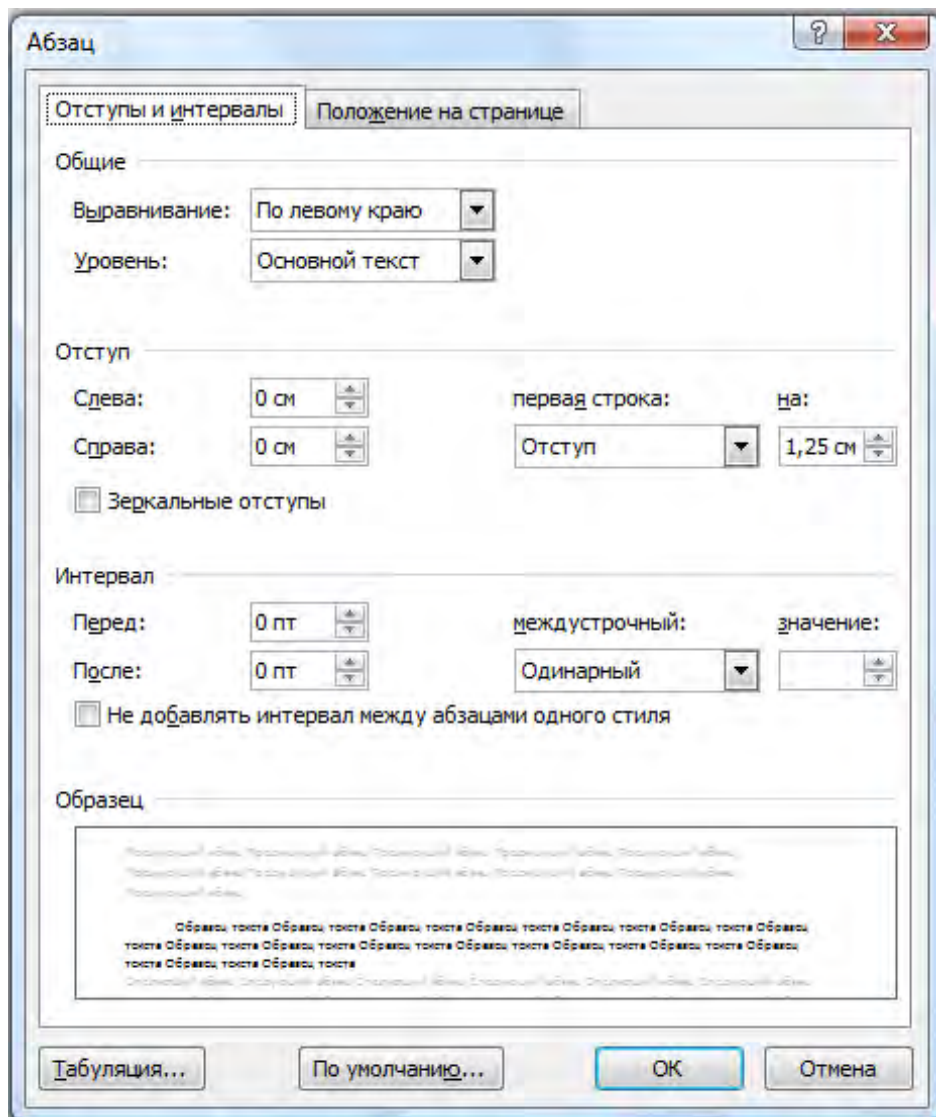 Абзац
Отступы и интервалы Положение на странице
Общие
Выравнивание: По левому краю
Уровень: Основной текст
Отступ
Слева: 0 см первая строка: на:
Справа: 0 см Отступ 1,25 см
Зеркальные отступы
Интервал
Перед: 0 пт междустрочный: значение:
После: 0 пт Одинарный
Не добавлять интервал между абзацами одного стиля
Образец
Образец текста Образец текста Образец текста Образец текста Образец текста Образец текста Образец текста Образец
текста Образец текста Образец текста Образец текста Образец текста Образец текста Образец текста Образец
текста Образец текста Образец текста
Табуляция... По умолчанию... ОК Отмена